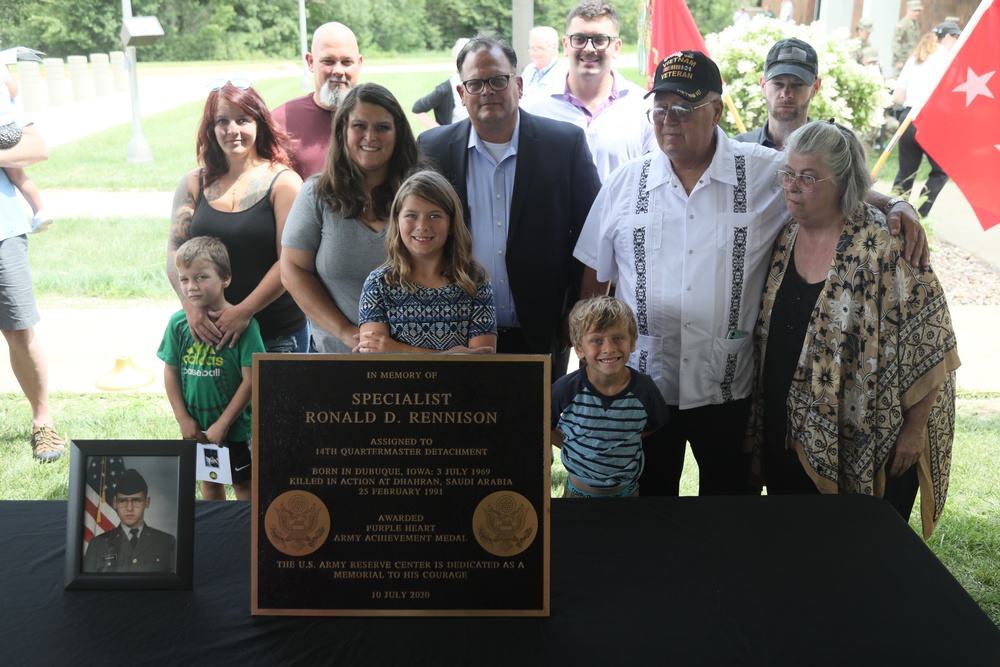 VIETNAM
VETERAN
adidas
baseball
IN MEMORY OF
SPECIALIST
RONALD D. RENNISON
ASSIGNED TO
14TH QUARTERMASTER DETACHMENT
BORN IN DUBUQUE, IOWA: 3 JULY 1969
KILLED IN ACTION AT DHAHRAN, SAUDI ARABIA
25 FEBRUARY 1991
AWARDED
PURPLE HEART
ARMY ACHIEVEMENT MEDAL
THE U.S. ARMY RESERVE CENTER IS DEDICATED AS A
MEMORIAL TO HIS COURAGE
10 JULY 2020